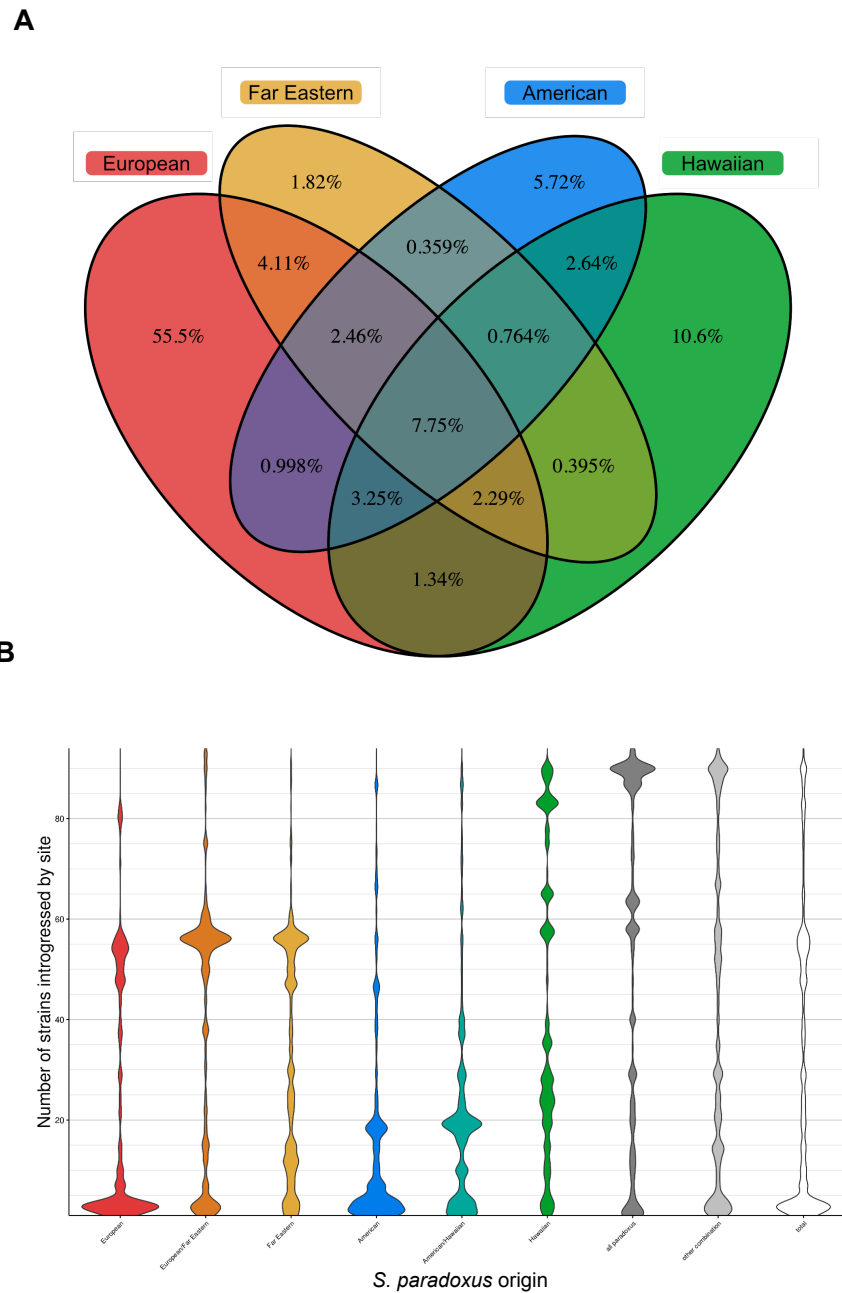 A
Far Eastern
American
European
Hawaiian
1.82%
5.72%
0.359%
4.11%
2.64%
55.5%
2.46%
0.764%
10.6%
7.75%
0.998%
0.395%
3.25%
2.29%
1.34%
B
Number of strains introgressed by site
80
60
40
20
European
European/Far Eastern
Far Eastern
American
American/Hawaiian
Hawaiian
all paradoxus
other combination
total
S. paradoxus origin